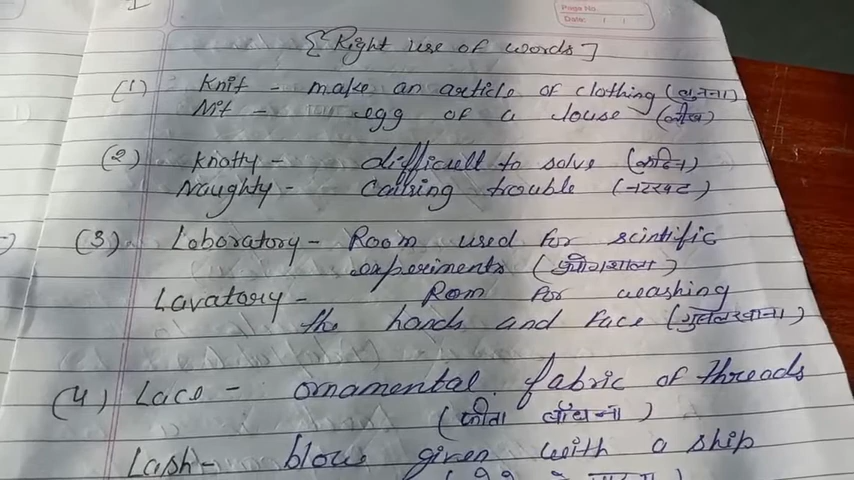 Page No.
Date: / /
{Right use of words}
(1) Knit - make an article of clothing (बुनना)
Nit - egg of a louse (लीख)
(2) Knotty - difficult to solve (कठिन)
Naughty - Causing trouble (नटखट)
(3) Loboratory - Room used for scintific
experiments (प्रयोगशाला)
Lavatory - Rom for washing
the hands and face (गुसलखाना)
(4) Lace - ornamental fabric of threads
(फीता बाँधना)
Lash - blow given with a ship